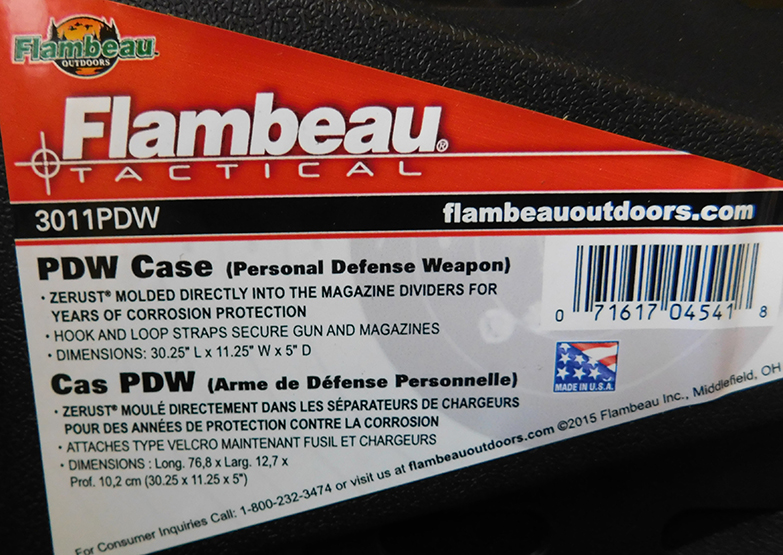 Flambeau
OUTDOORS
Flambeau®
TACTICAL
3011PDW
flambeauoutdoors.com
PDW Case (Personal Defense Weapon)
· ZERUST® MOLDED DIRECTLY INTO THE MAGAZINE DIVIDERS FOR
YEARS OF CORROSION PROTECTION
· HOOK AND LOOP STRAPS SECURE GUN AND MAGAZINES
· DIMENSIONS: 30.25" L x 11.25" W x 5" D
0 71617 04541 8
MADE IN U.S.A.
Cas PDW (Arme de Défense Personnelle)
· ZERUST® MOULÉ DIRECTEMENT DANS LES SÉPARATEURS DE CHARGEURS
POUR DES ANNÉES DE PROTECTION CONTRE LA CORROSION
· ATTACHES TYPE VELCRO MAINTENANT FUSIL ET CHARGEURS
· DIMENSIONS : Long. 76,8 x Larg. 12,7 x
Prof. 10,2 cm (30.25 x 11.25 x 5")
For Consumer Inquiries Call: 1-800-232-3474 or visit us at flambeauoutdoors.com ©2015 Flambeau Inc., Middlefield, OH